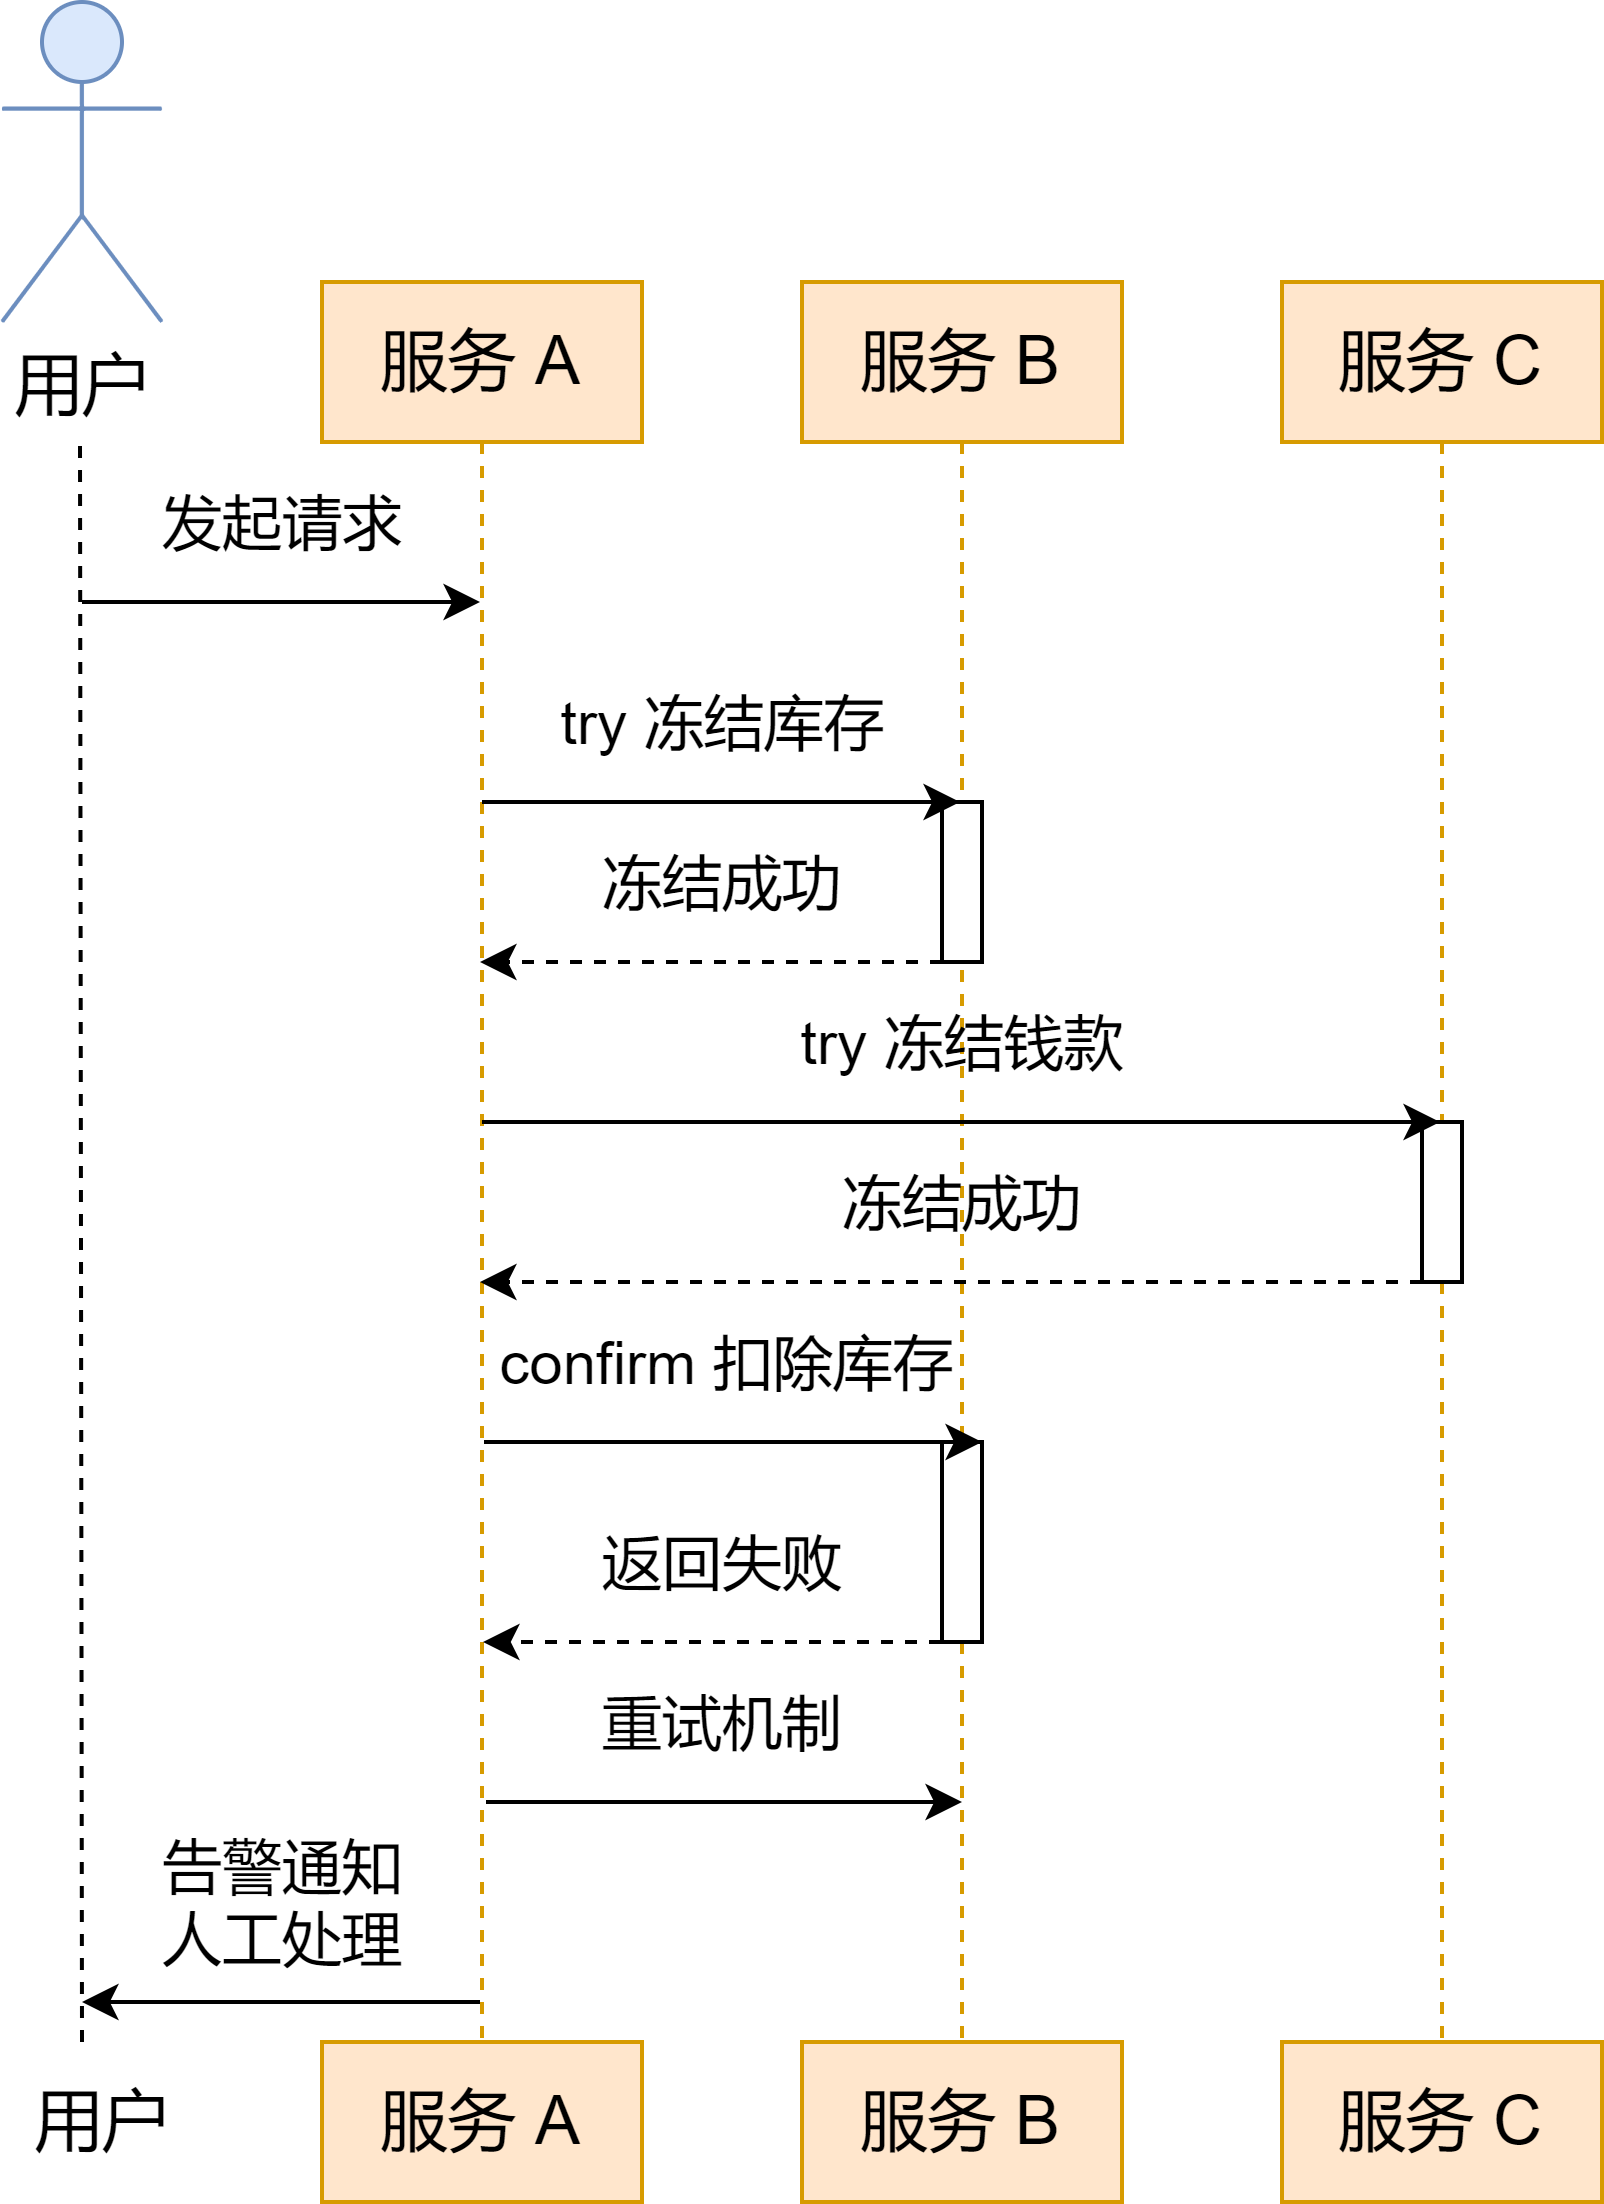 用户
服务 A
服务 B
服务 C
发起请求
try 冻结库存
冻结成功
try 冻结钱款
冻结成功
confirm 扣除库存
返回失败
重试机制
告警通知
人工处理
用户
服务 A
服务 B
服务 C